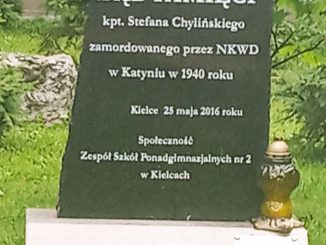 kpt. Stefana Chylińskiego
zamordowanego przez NKWD
w Katyniu w 1940 roku
Kielce 25 maja 2016 roku
Społeczność
Zespół Szkół Ponadgimnazjalnych nr 2
w Kielcach